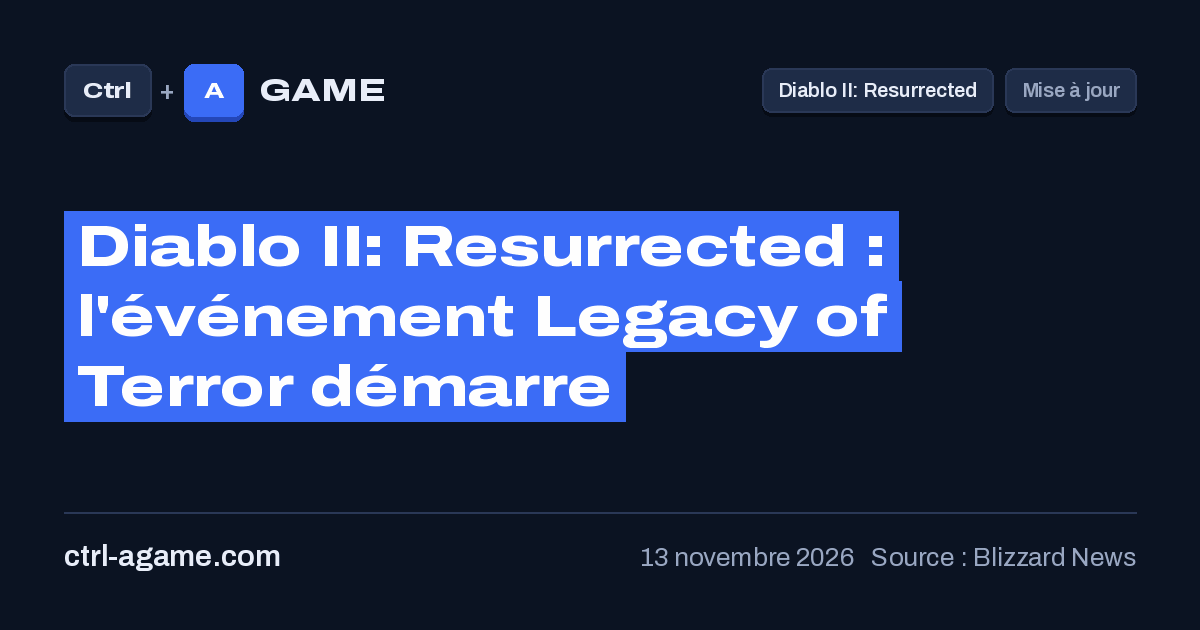 Ctrl + A GAME
Diablo II: Resurrected
Mise à jour
Diablo II: Resurrected :
l'événement Legacy of
Terror démarre
ctrl-agame.com
13 novembre 2026 Source : Blizzard News